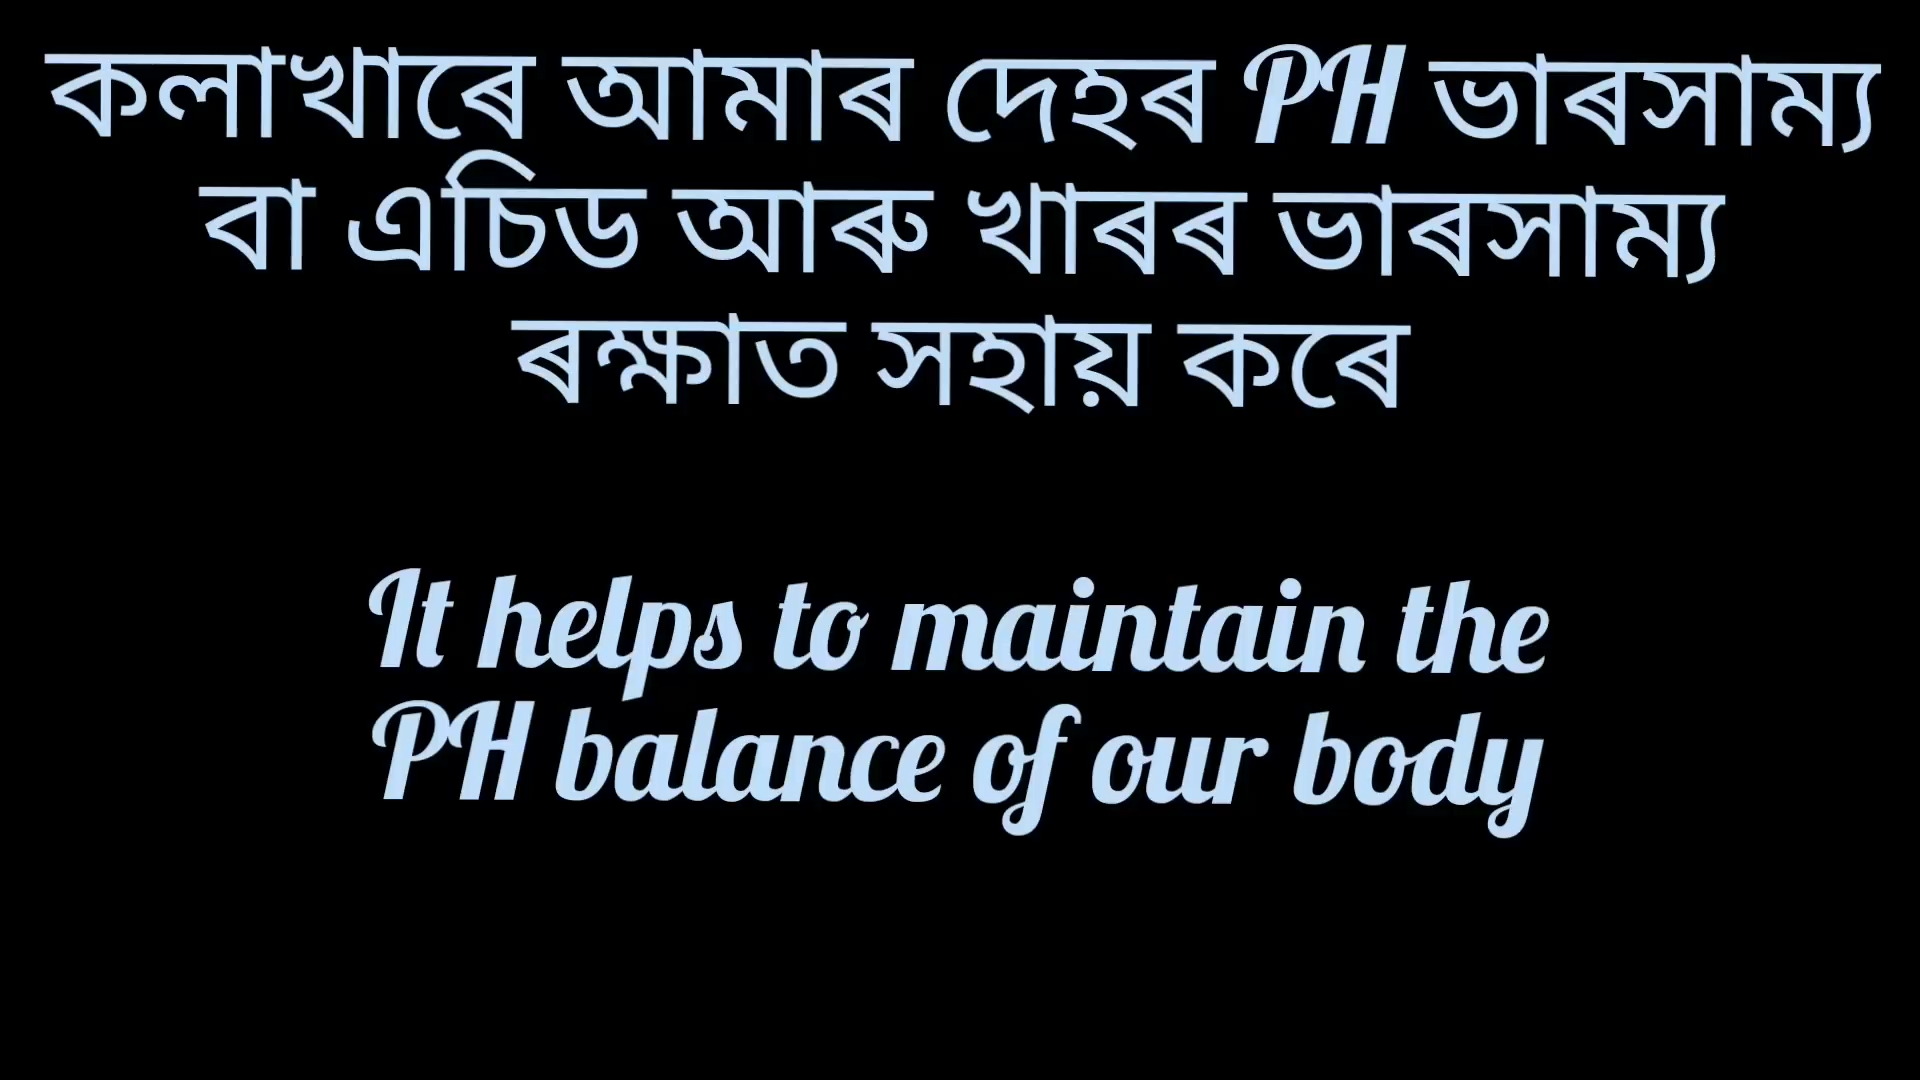 কলাখাৰে আমাৰ দেহৰ PH ভাৰসাম্য
বা এচিড আৰু খাৰৰ ভাৰসাম্য
ৰক্ষাত সহায় কৰে
It helps to maintain the
PH balance of our body